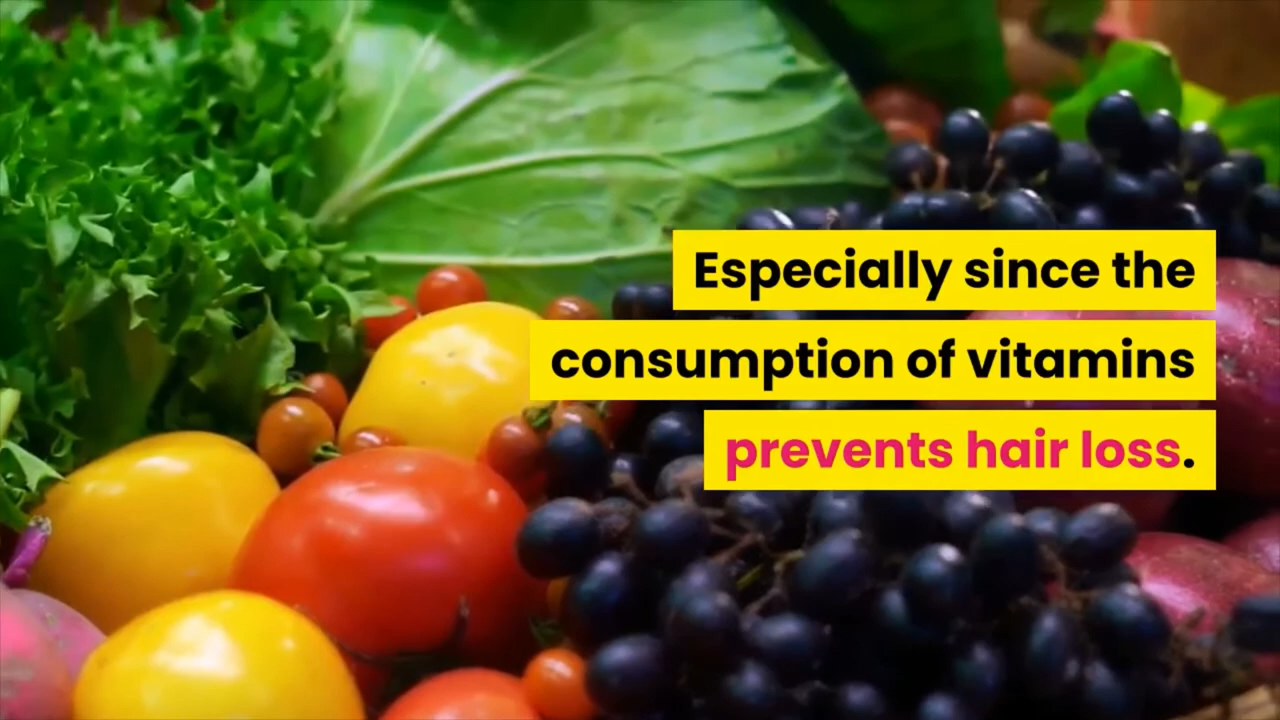 Especially since the
consumption of vitamins
prevents hair loss.